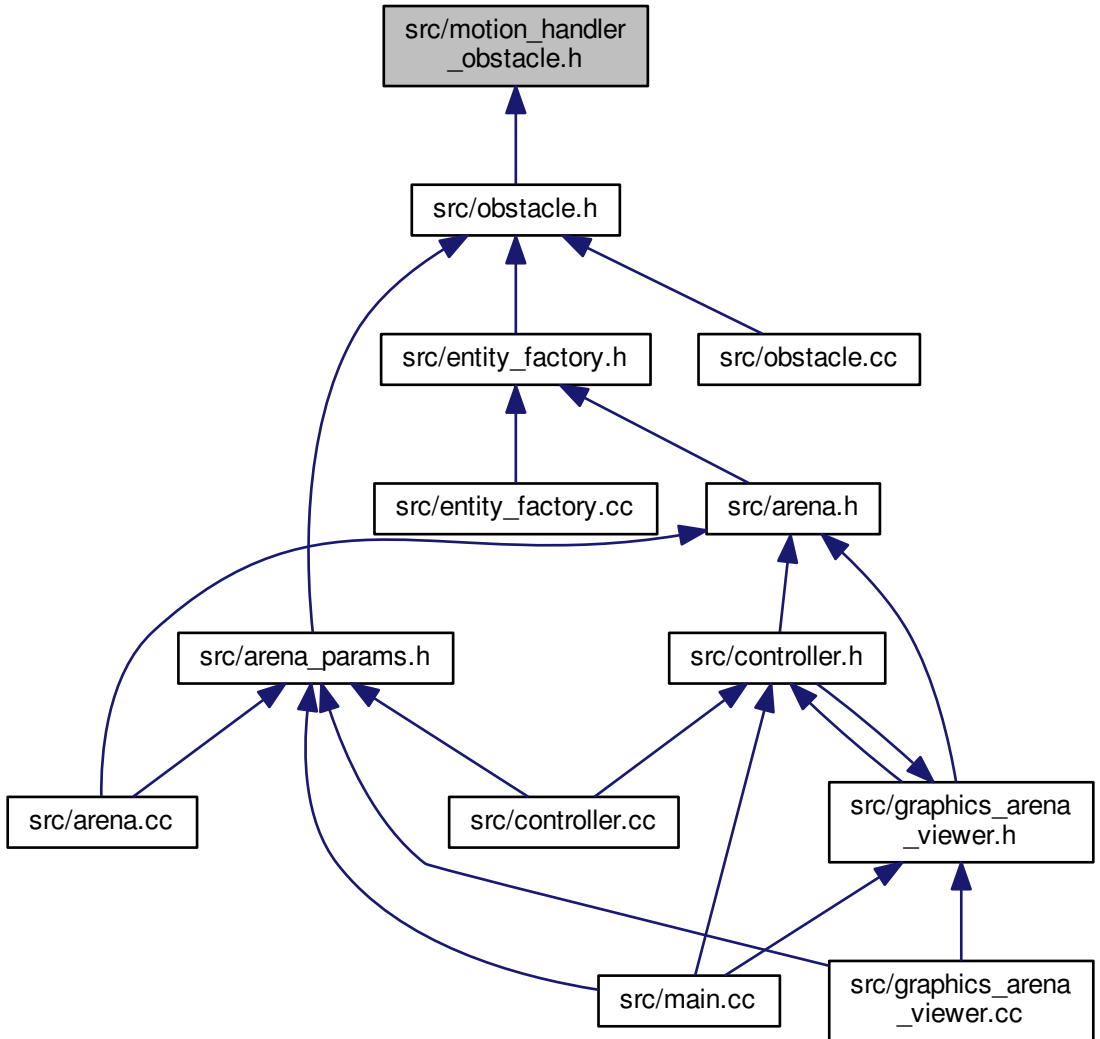 src/motion_handler
_obstacle.h
src/obstacle.h
src/entity_factory.h
src/obstacle.cc
src/entity_factory.cc
src/arena.h
src/arena_params.h
src/controller.h
src/arena.cc
src/controller.cc
src/graphics_arena
_viewer.h
src/main.cc
src/graphics_arena
_viewer.cc